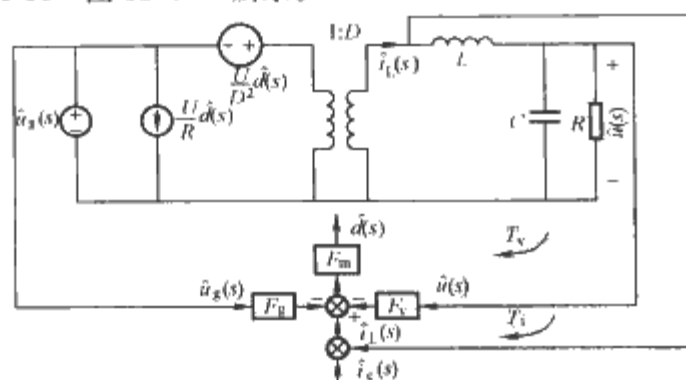 1:D
− +
U/D² d̂(s)
î_L(s)
L
û_g(s)
+
−
U/R d̂(s)
C
R
+
û(s)
−
d̂(s)
T_v
F_m
û_g(s)
F_g
−
−
+
F_v
û(s)
î_L(s)
T_i
î_c(s)